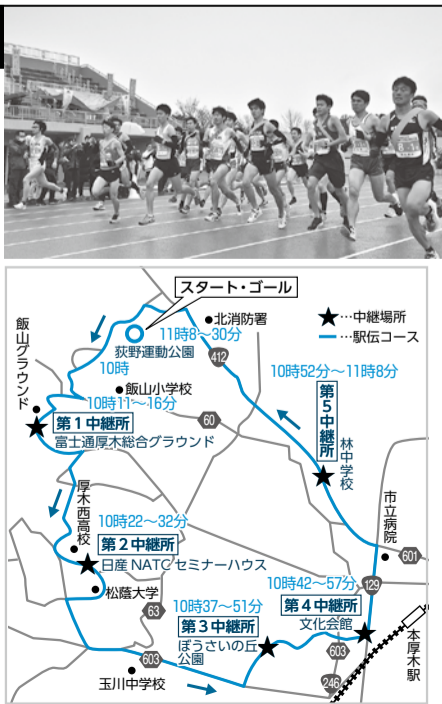 スタート・ゴール
北消防署
★…中継場所
駅伝コース
飯山グラウンド
荻野運動公園
11時8～30分
10時
412
10時52分～11時8分
飯山小学校
10時11～16分
第1中継所
富士通厚木総合グラウンド
60
第5中継所
林中学校
厚木西高校
市立病院
601
10時22～32分
第2中継所
日産NATCセミナーハウス
松蔭大学
63
10時42～57分
129
第4中継所
文化会館
10時37～51分
第3中継所
ぼうさいの丘
公園
603
603
本厚木駅
玉川中学校
246